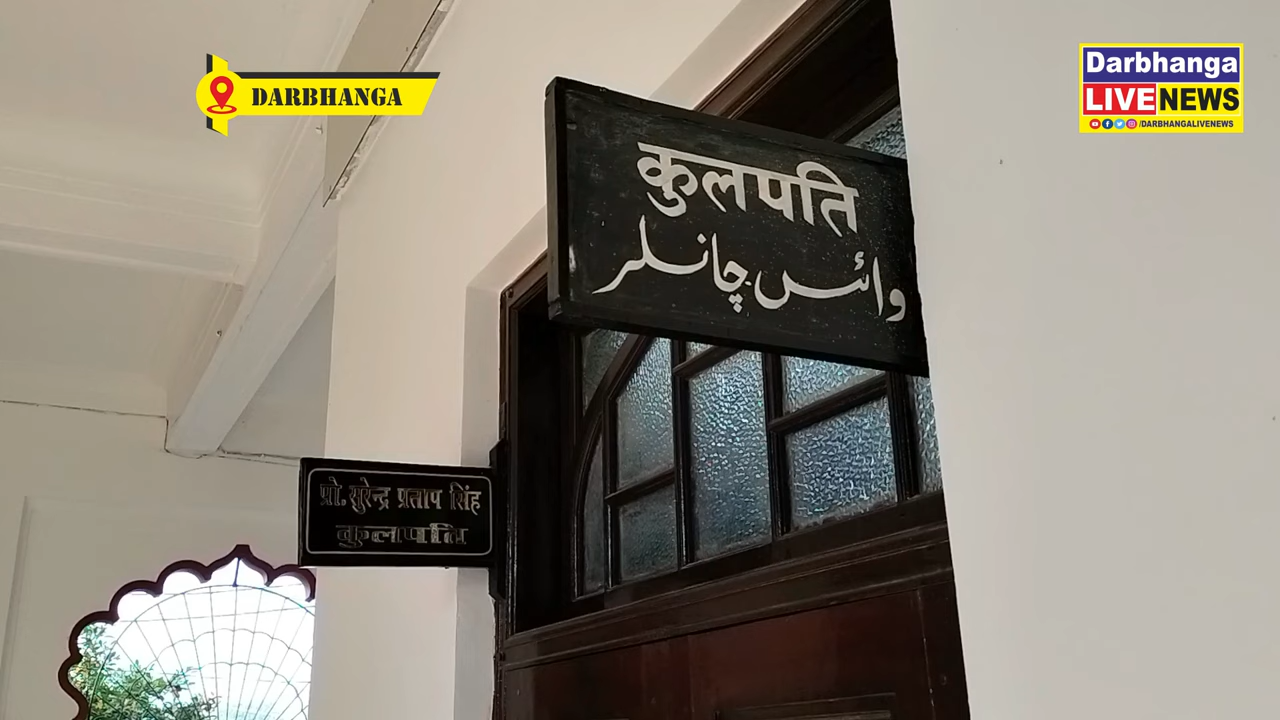 DARBHANGA
Darbhanga
LIVE NEWS
/DARBHANGALIVENEWS
कुलपति
وائس چانسلر
प्रो. सुरेन्द्र प्रताप सिंह
कुलपति